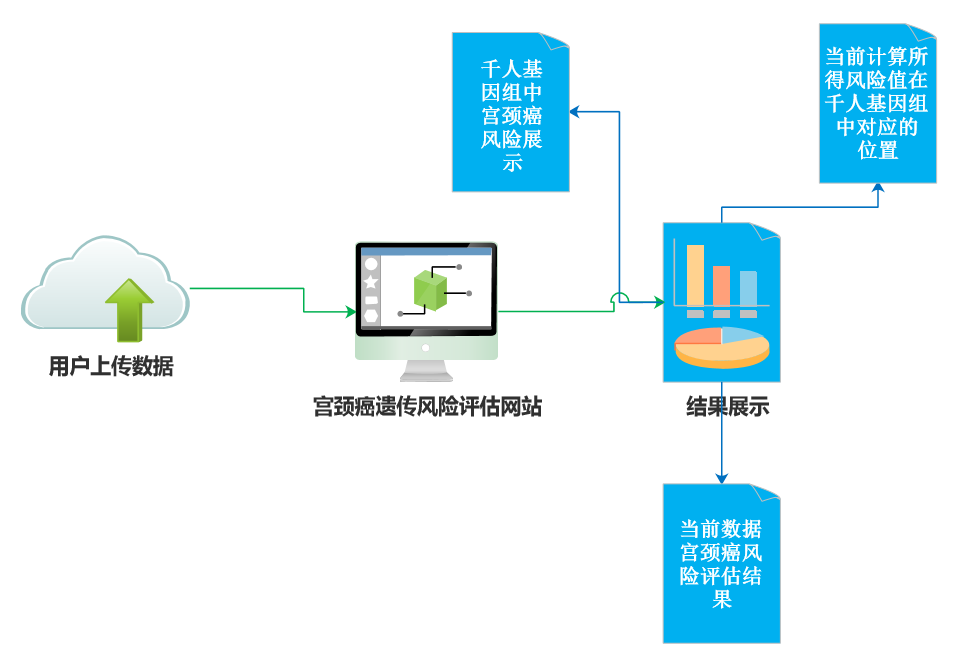 千人基
因组中
宫颈癌
风险展
示
当前计算所
得风险值在
千人基因组
中对应的
位置
用户上传数据
宫颈癌遗传风险评估网站
结果展示
当前数据
宫颈癌风
险评估结
果